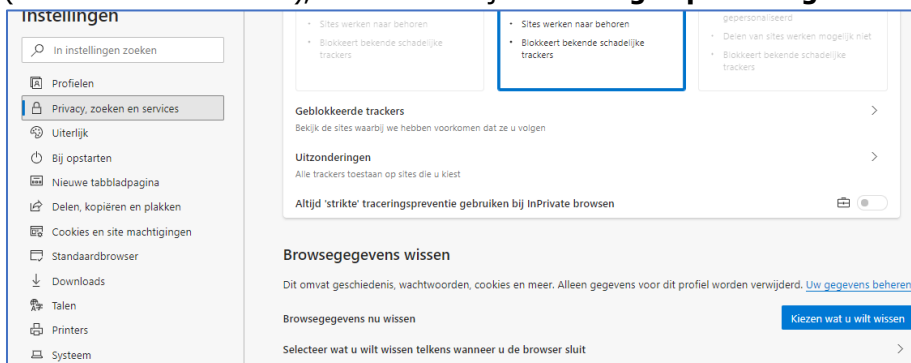 Instellingen
In instellingen zoeken
Profielen
Privacy, zoeken en services
Uiterlijk
Bij opstarten
Nieuwe tabbladpagina
Delen, kopiëren en plakken
Cookies en site machtigingen
Standaardbrowser
Downloads
Talen
Printers
Systeem
• Sites werken naar behoren
• Blokkeert bekende schadelijke
trackers
• Sites werken naar behoren
• Blokkeert bekende schadelijke
trackers
gepersonaliseerd
• Delen van sites werken mogelijk niet
• Blokkeert bekende schadelijke
trackers
Geblokkeerde trackers
Bekijk de sites waarbij we hebben voorkomen dat ze u volgen
Uitzonderingen
Alle trackers toestaan op sites die u kiest
Altijd 'strikte' traceringspreventie gebruiken bij InPrivate browsen
Browsegegevens wissen
Dit omvat geschiedenis, wachtwoorden, cookies en meer. Alleen gegevens voor dit profiel worden verwijderd. Uw gegevens beheren
Browsegegevens nu wissen
Kiezen wat u wilt wissen
Selecteer wat u wilt wissen telkens wanneer u de browser sluit